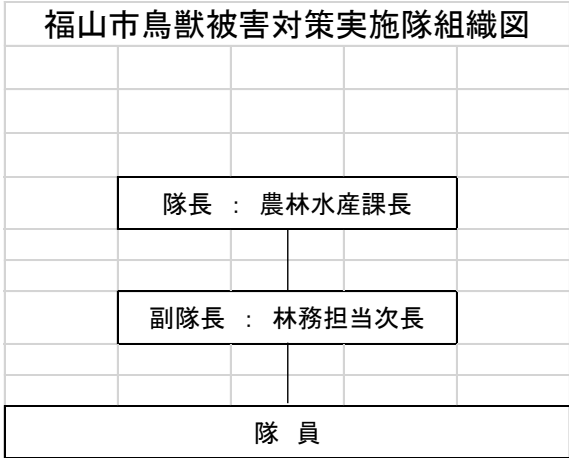 福山市鳥獣被害対策実施隊組織図
隊長 : 農林水産課長
副隊長 : 林務担当次長
隊 員